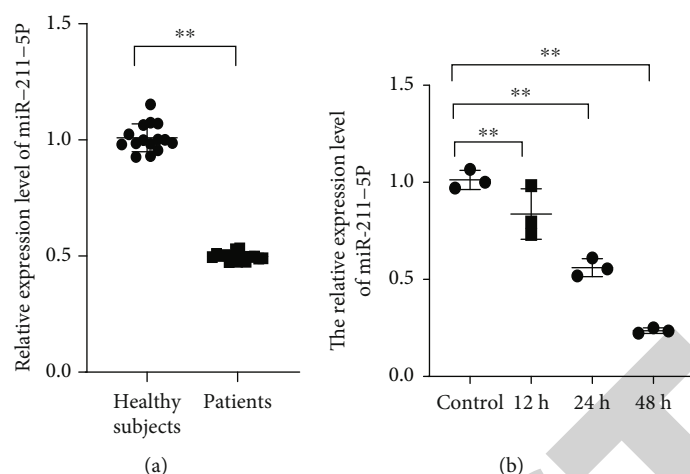 Relative expression level of miR−211−5P
1.5
1.0
0.5
0.0
**
Healthy
subjects
Patients
(a)
The relative expression level
of miR-211-5P
1.5
1.0
0.5
0.0
**
**
**
Control
12 h
24 h
48 h
(b)